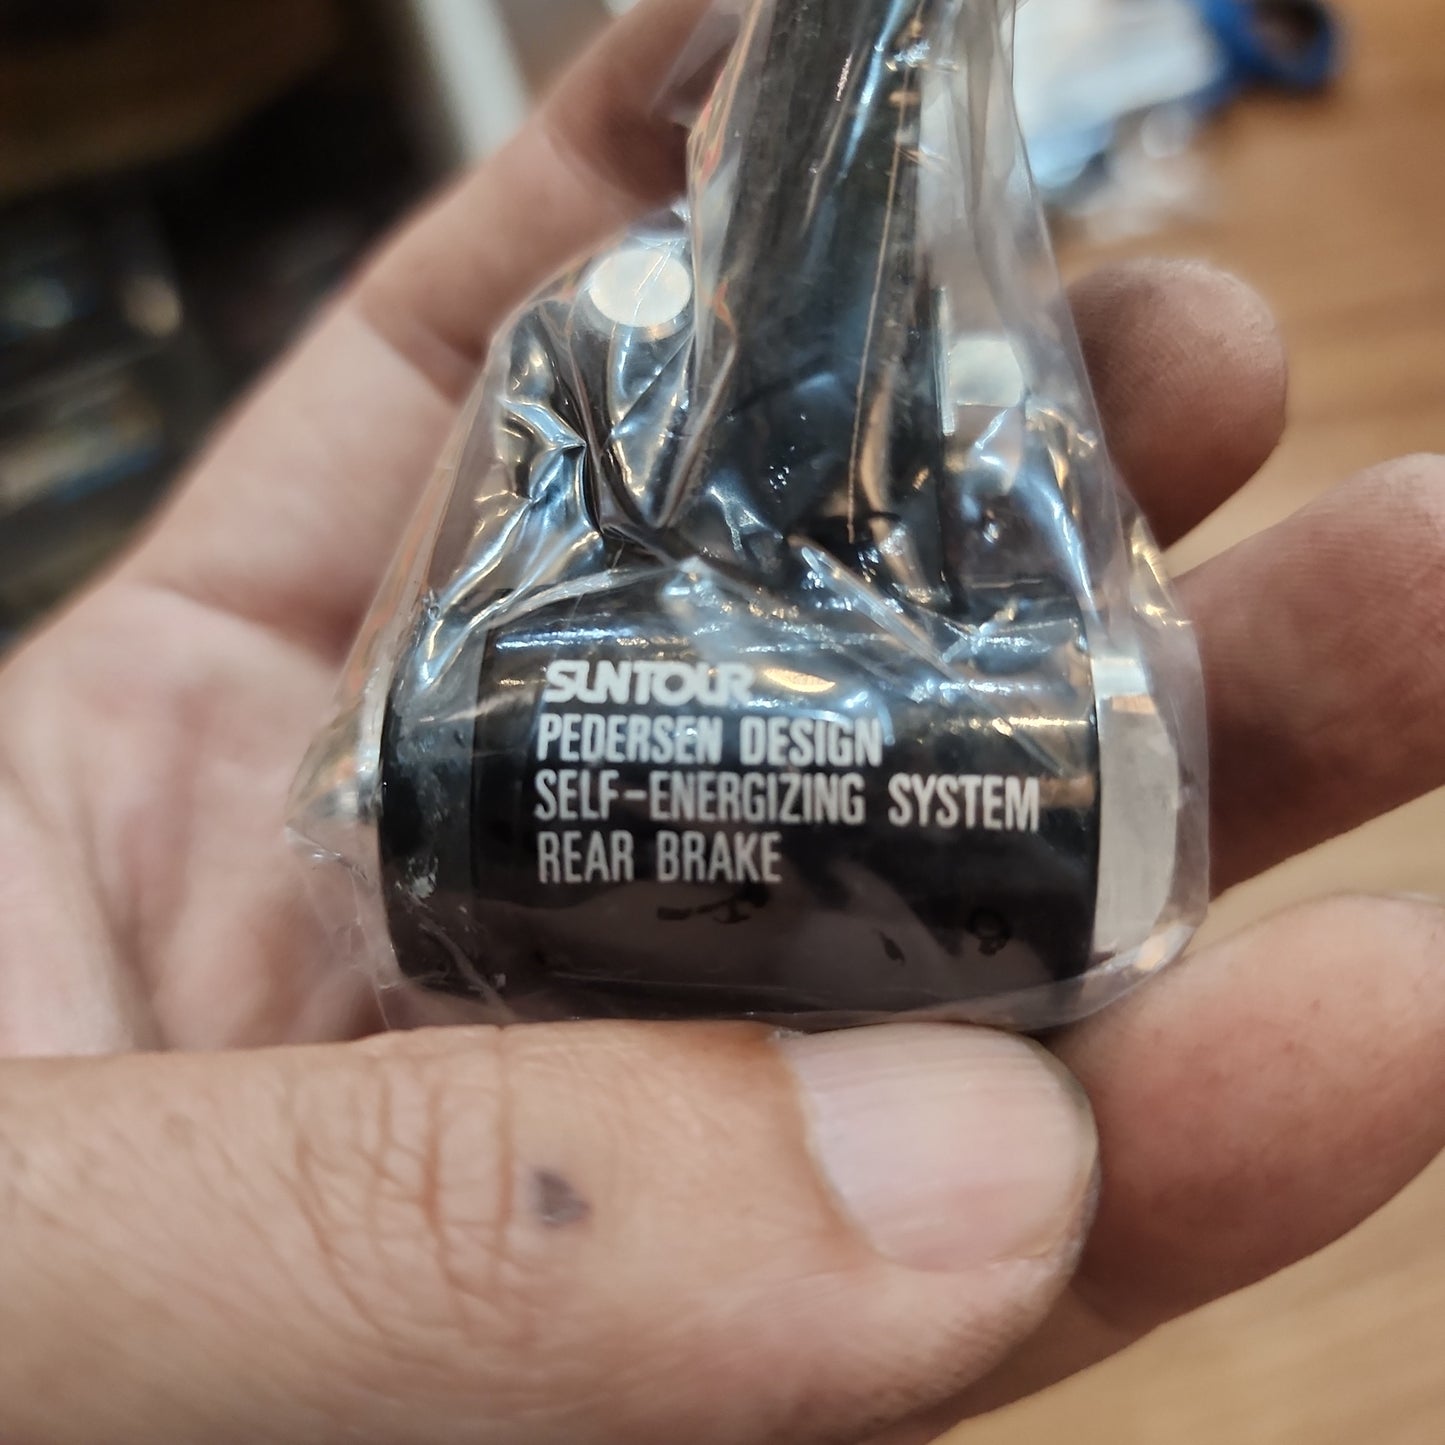 SUNTOUR
PEDERSEN DESIGN
SELF-ENERGIZING SYSTEM
REAR BRAKE